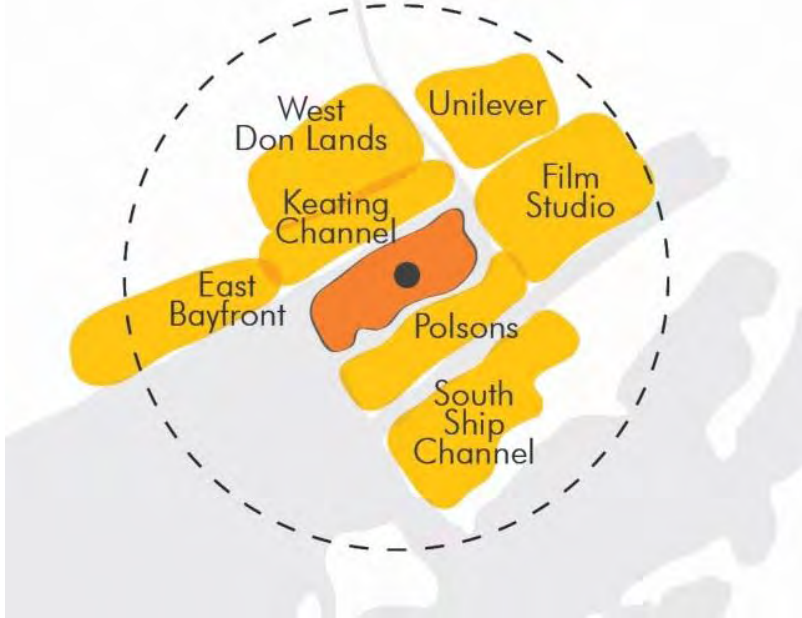 West
Don Lands
Unilever
Keating
Channel
Film
Studio
East
Bayfront
Polsons
South
Ship
Channel